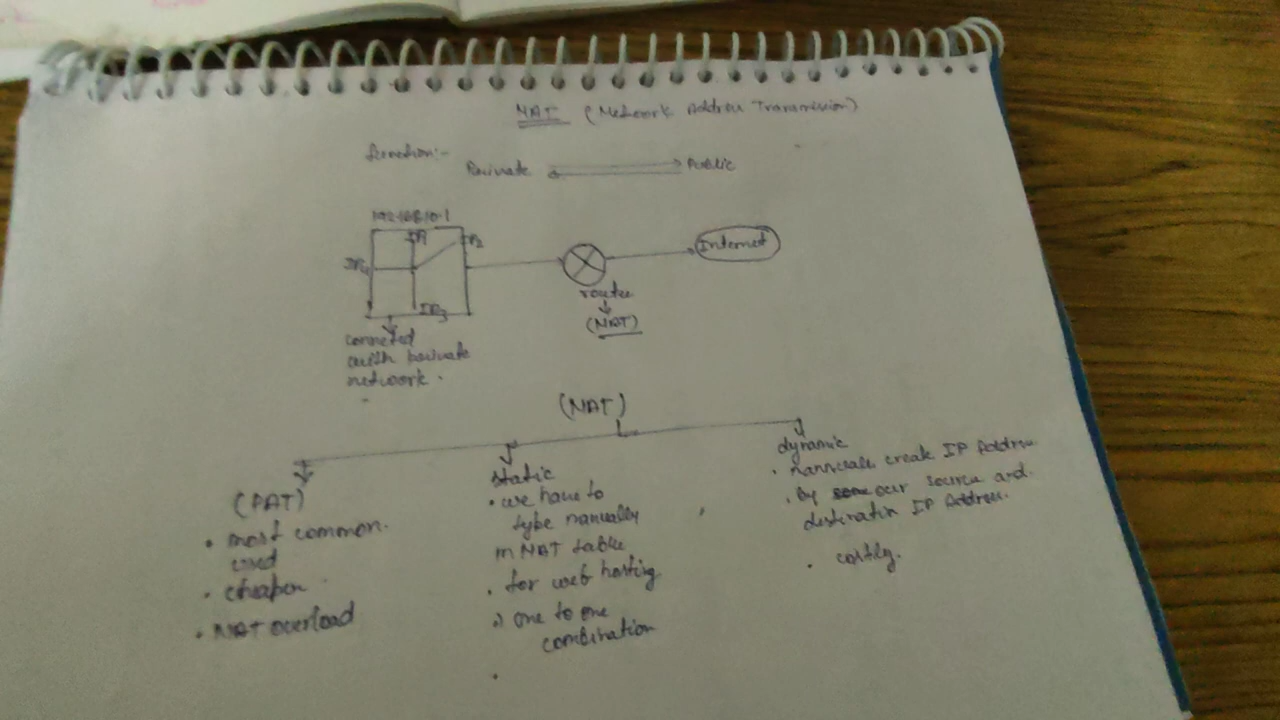 NAT (Network Address Transmission)
function:-
Private Public
192.168.10.1
IP1 IP2
IP4
IP3
Internet
router
(NAT)
connected
with private
network.
(NAT)
(PAT)
• most common
used
• cheaper
• NAT overload
static
• we have to
type manually
in NAT table
• for web hosting
• one to one
combination
dynamic
• create IP Address
• by our source and
destination IP Address.
• costly.